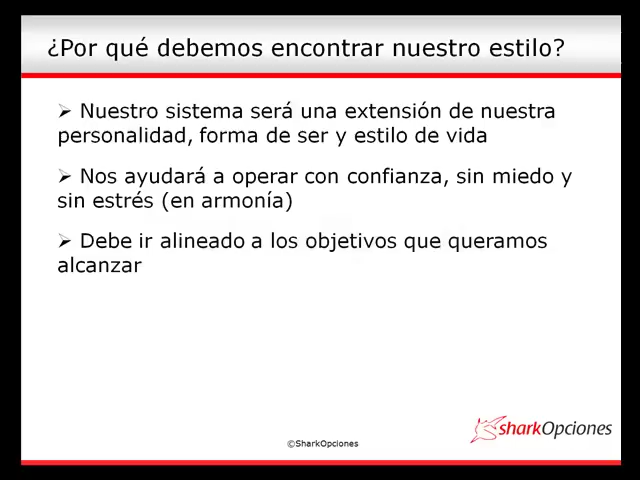 ¿Por qué debemos encontrar nuestro estilo?
➢ Nuestro sistema será una extensión de nuestra
personalidad, forma de ser y estilo de vida
➢ Nos ayudará a operar con confianza, sin miedo y
sin estrés (en armonía)
➢ Debe ir alineado a los objetivos que queramos
alcanzar
sharkOpciones
©SharkOpciones